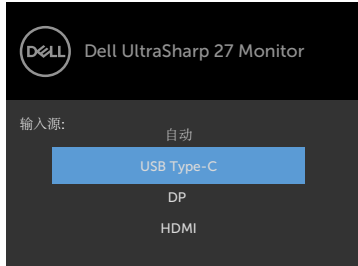 DELL Dell UltraSharp 27 Monitor
输入源:
自动
USB Type-C
DP
HDMI